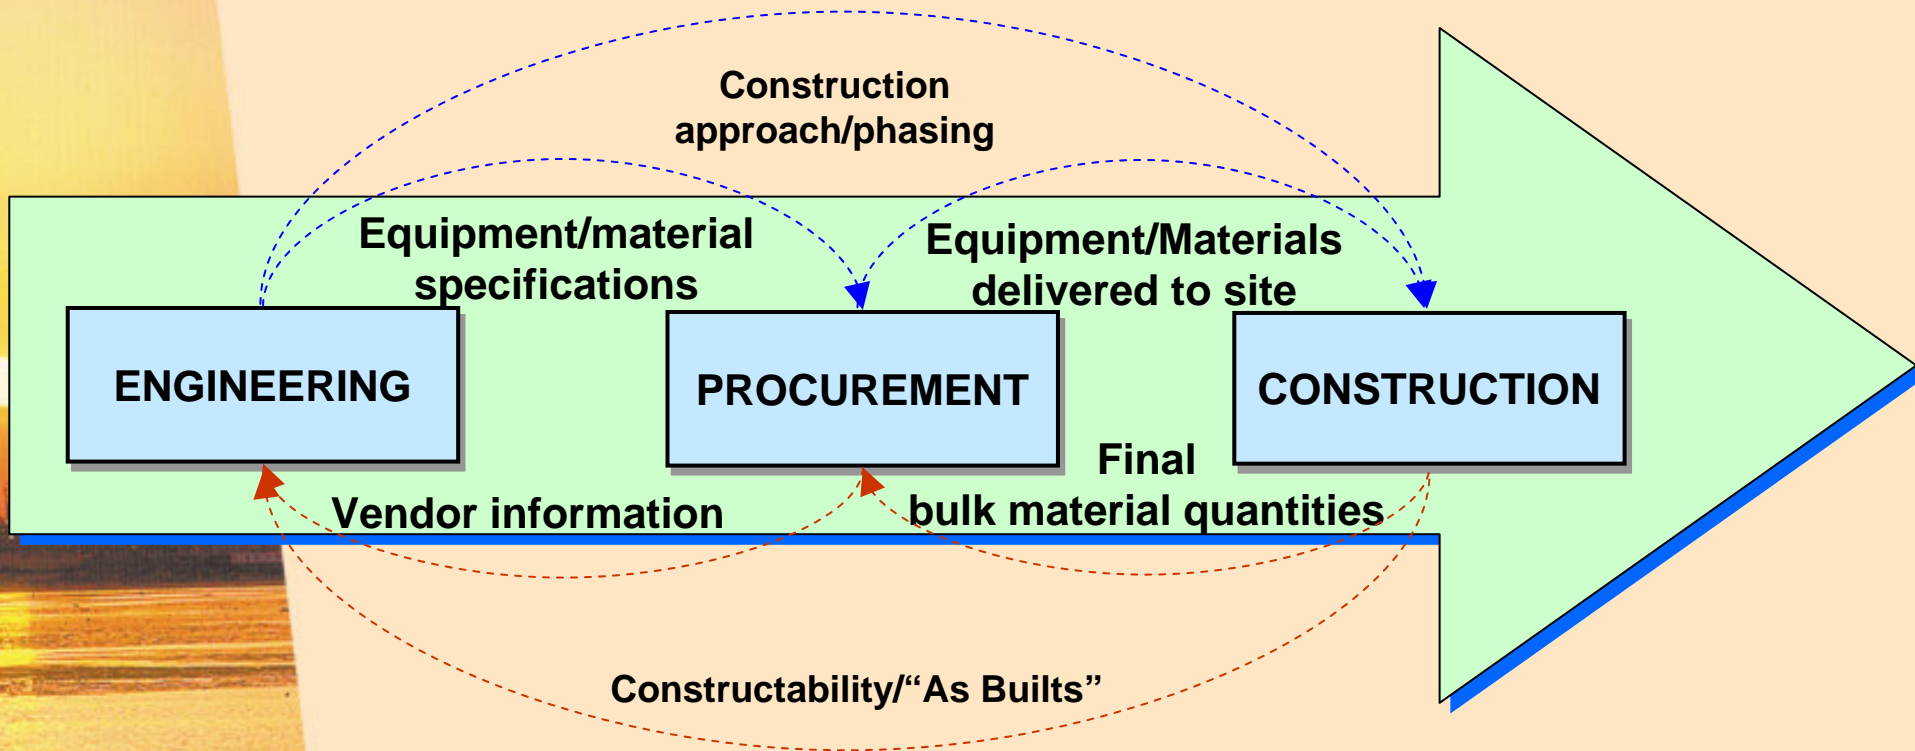 Construction
approach/phasing
Equipment/material
specifications
Equipment/Materials
delivered to site
ENGINEERING
PROCUREMENT
CONSTRUCTION
Vendor information
Final
bulk material quantities
Constructability/“As Builts”